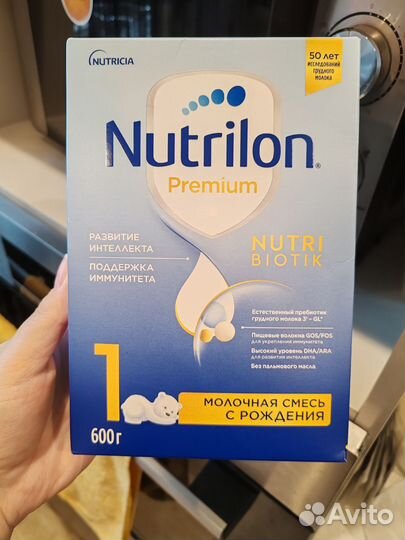 NUTRICIA
50 ЛЕТ
ИССЛЕДОВАНИЙ
ГРУДНОГО
МОЛОКА
Nutrilon®
Premium
РАЗВИТИЕ
ИНТЕЛЛЕКТА
ПОДДЕРЖКА
ИММУНИТЕТА
NUTRI
BIOTIK
Естественный пребиотик
грудного молока 3' – GL*
Пищевые волокна GOS/FOS
для укрепления иммунитета
Высокий уровень DHA/ARA
для развития интеллекта
Без пальмового масла
1
600 г
МОЛОЧНАЯ СМЕСЬ
С РОЖДЕНИЯ
Avito